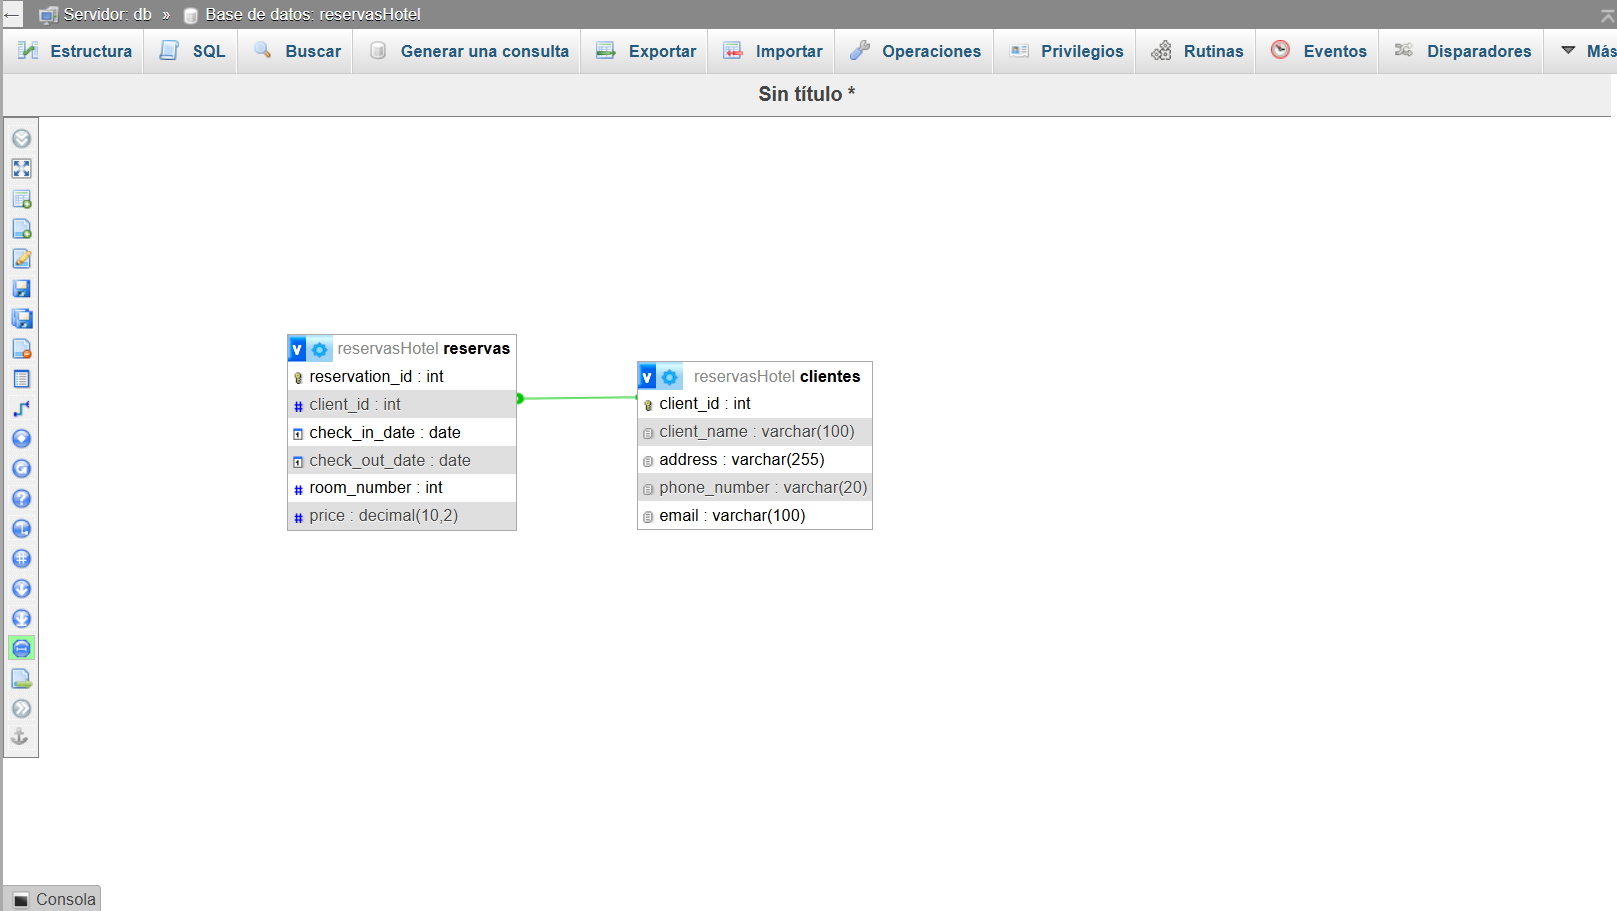 ← Servidor: db » Base de datos: reservasHotel
Estructura SQL Buscar Generar una consulta Exportar Importar Operaciones Privilegios Rutinas Eventos Disparadores Más
Sin título *
v reservasHotel reservas
reservation_id : int
# client_id : int
check_in_date : date
check_out_date : date
# room_number : int
# price : decimal(10,2)
v reservasHotel clientes
client_id : int
client_name : varchar(100)
address : varchar(255)
phone_number : varchar(20)
email : varchar(100)
Consola